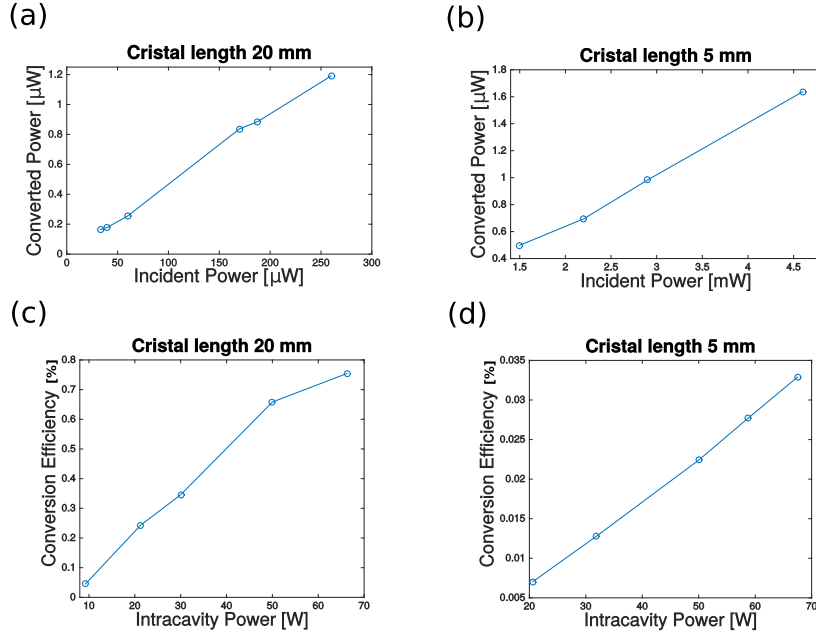 (a)
Cristal length 20 mm
Converted Power [μW]
1.2
1
0.8
0.6
0.4
0.2
0
0 50 100 150 200 250 300
Incident Power [μW]
(b)
Cristal length 5 mm
Converted Power [μW]
1.8
1.6
1.4
1.2
1
0.8
0.6
0.4
1.5 2 2.5 3 3.5 4 4.5
Incident Power [mW]
(c)
Cristal length 20 mm
Conversion Efficiency [%]
0.8
0.7
0.6
0.5
0.4
0.3
0.2
0.1
0
10 20 30 40 50 60 70
Intracavity Power [W]
(d)
Cristal length 5 mm
Conversion Efficiency [%]
0.035
0.03
0.025
0.02
0.015
0.01
0.005
20 30 40 50 60 70
Intracavity Power [W]